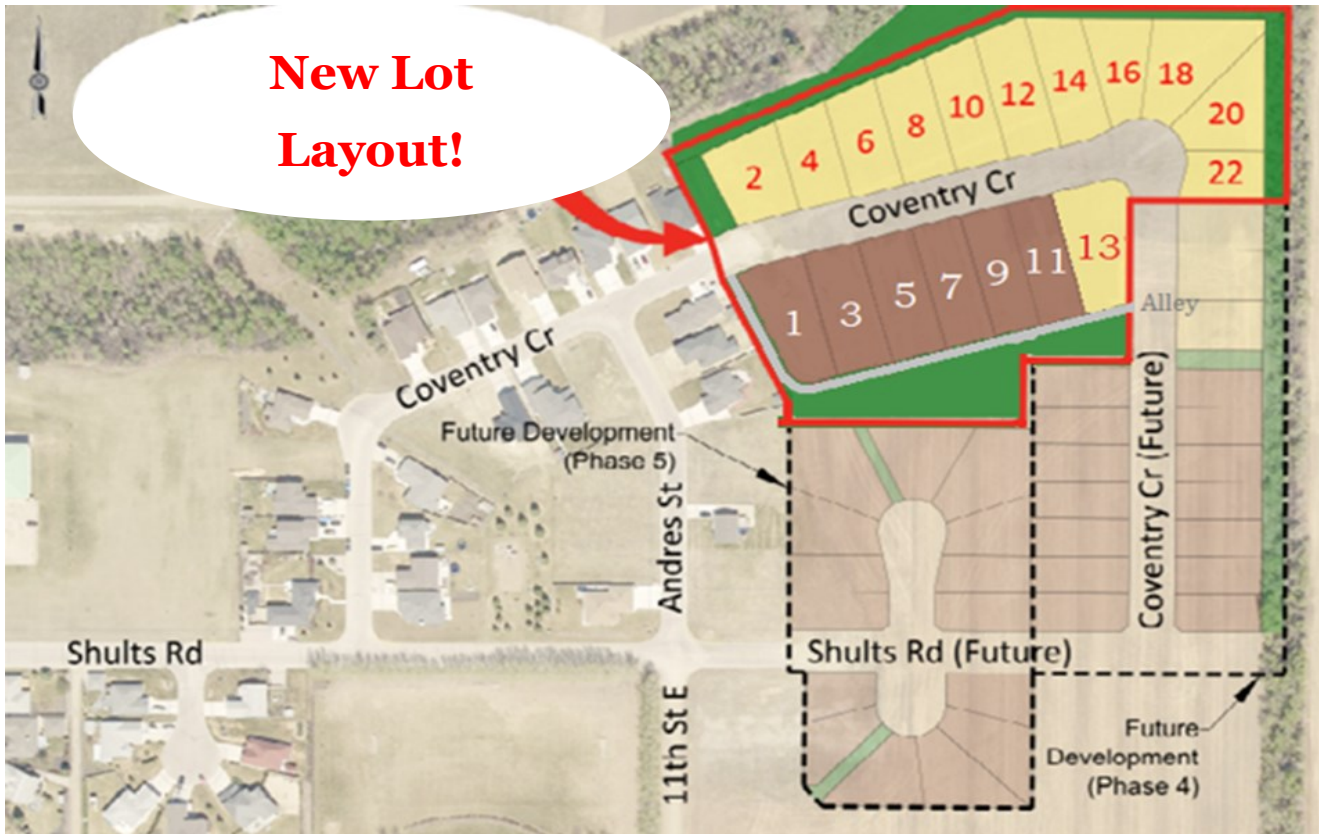 New Lot
Layout!
2
4
6
8
10
12
14
16
18
20
22
Coventry Cr
1
3
5
7
9
11
13
Alley
Coventry Cr
Future Development
(Phase 5)
Andres St
Coventry Cr (Future)
Shults Rd
Shults Rd (Future)
11th St E
Future
Development
(Phase 4)